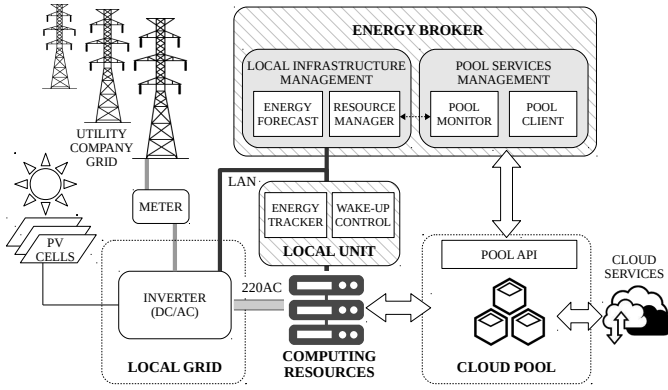 ENERGY BROKER
LOCAL INFRASTRUCTURE
MANAGEMENT
POOL SERVICES
MANAGEMENT
ENERGY
FORECAST
RESOURCE
MANAGER
POOL
MONITOR
POOL
CLIENT
UTILITY
COMPANY
GRID
LAN
METER
ENERGY
TRACKER
WAKE-UP
CONTROL
LOCAL UNIT
PV
CELLS
POOL API
CLOUD
SERVICES
INVERTER
(DC/AC)
220AC
LOCAL GRID
COMPUTING
RESOURCES
CLOUD POOL